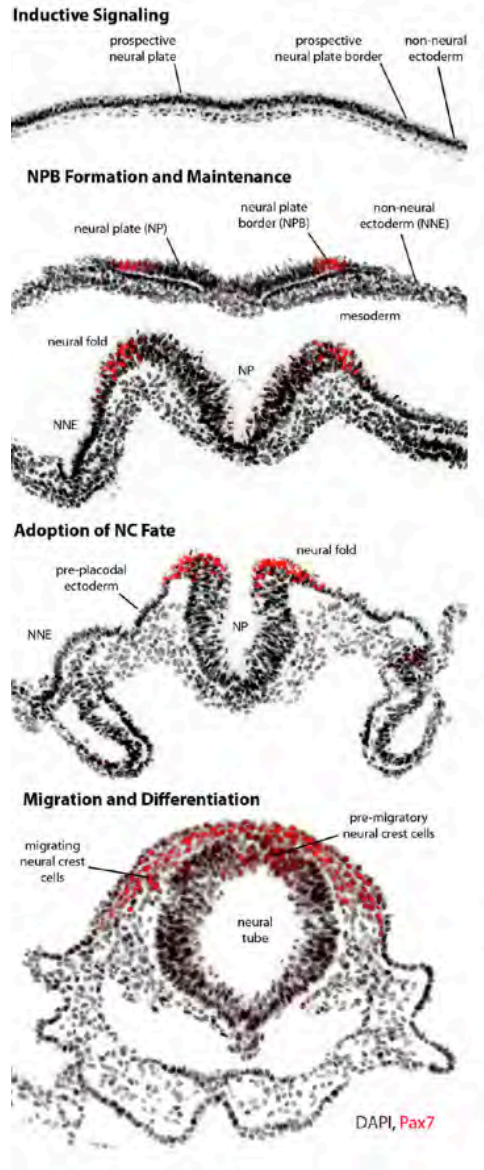 Inductive Signaling
prospective
neural plate
prospective
neural plate border
non-neural
ectoderm
NPB Formation and Maintenance
neural plate (NP)
neural plate
border (NPB)
non-neural
ectoderm (NNE)
mesoderm
neural fold
NP
NNE
Adoption of NC Fate
neural fold
pre-placodal
ectoderm
NNE
NP
Migration and Differentiation
migrating
neural crest
cells
pre-migratory
neural crest cells
neural
tube
DAPI, Pax7